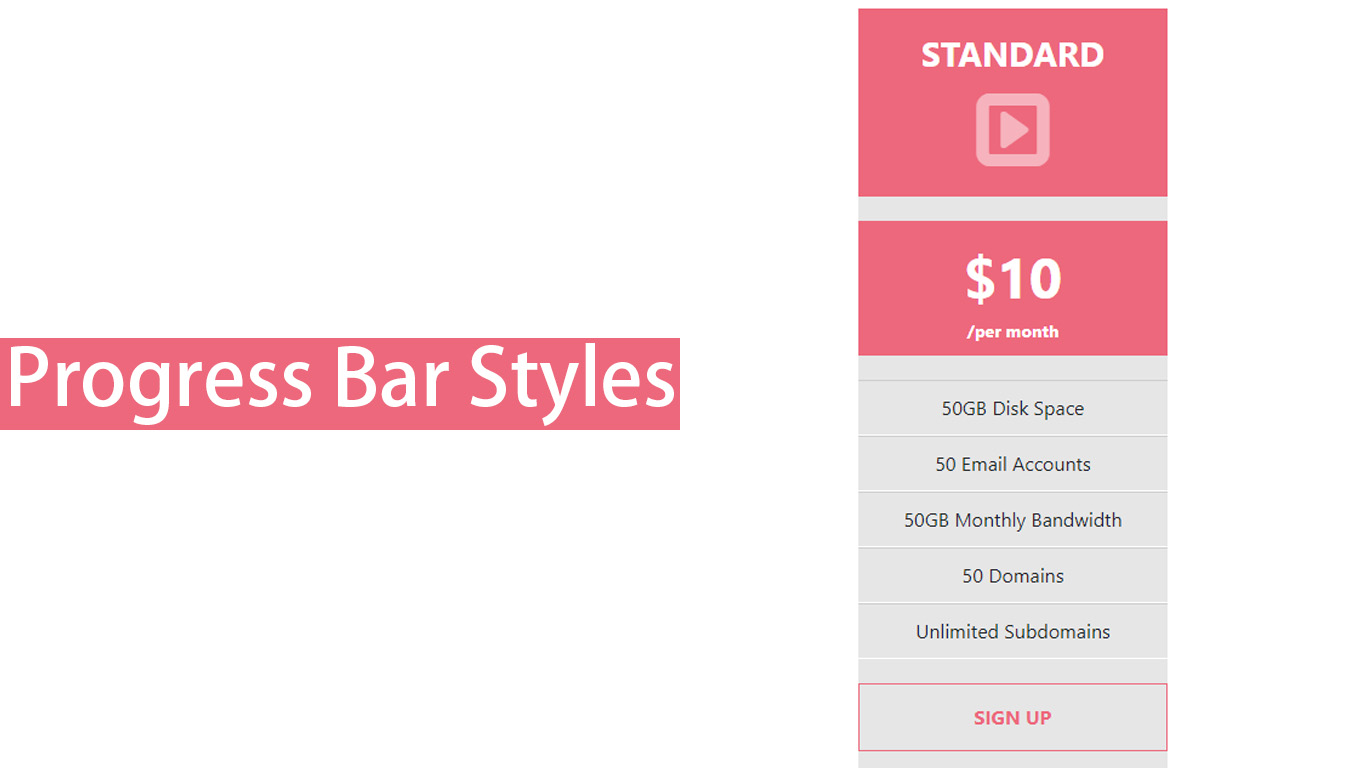 Progress Bar Styles
STANDARD
$10
/per month
50GB Disk Space
50 Email Accounts
50GB Monthly Bandwidth
50 Domains
Unlimited Subdomains
SIGN UP